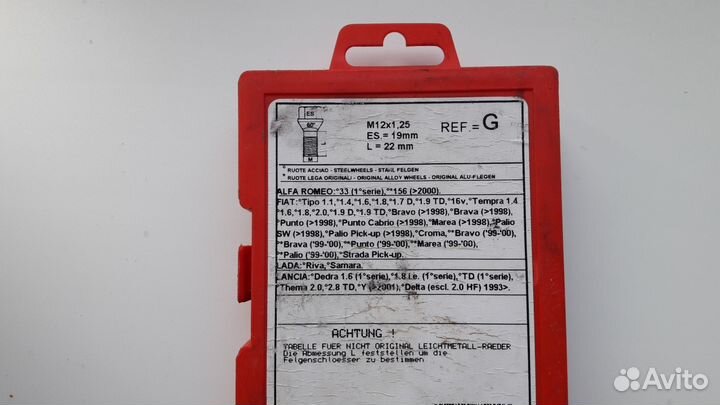 ES
60°
M
M12x1,25
ES = 19mm
L = 22 mm
REF. = G
° RUOTE ACCIAO - STEELWHEELS - STAHL FELGEN
°° RUOTE LEGA ORIGINALI - ORIGINAL ALLOY WHEELS - ORIGINAL ALU-FLEGEN
ALFA ROMEO:°33 (1°serie),°°156 (>2000).
FIAT:°Tipo 1.1,°1.4,°1.6,°1.8,°1.7 D,°1.9 TD,°16v,°Tempra 1.4
°1.6,°1.8,°2.0,°1.9 D,°1.9 TD,°Bravo (>1998),°Brava (>1998),
°Punto (>1998),°Punto Cabrio (>1998),°Marea (>1998),°Palio
SW (>1998),°Palio Pick-up (>1998),°Croma,°°Bravo ('99-'00),
°°Brava ('99-'00),°°Punto ('99-'00),°°Marea ('99-'00),
°°Palio ('99-'00),°Strada Pick-up.
LADA:°Riva,°Samara.
LANCIA:°Dedra 1.6 (1°serie),°1.8 i.e. (1°serie),°TD (1°serie),
°Thema 2.0,°2.8 TD,°Y (>2001),°Delta (escl. 2.0 HF) 1993>.
ACHTUNG !
TABELLE FUER NICHT ORIGINAL LEICHTMETALL-RAEDER
Die Abmessung L feststellen um die
Felgenschloesser zu bestimmen
Avito